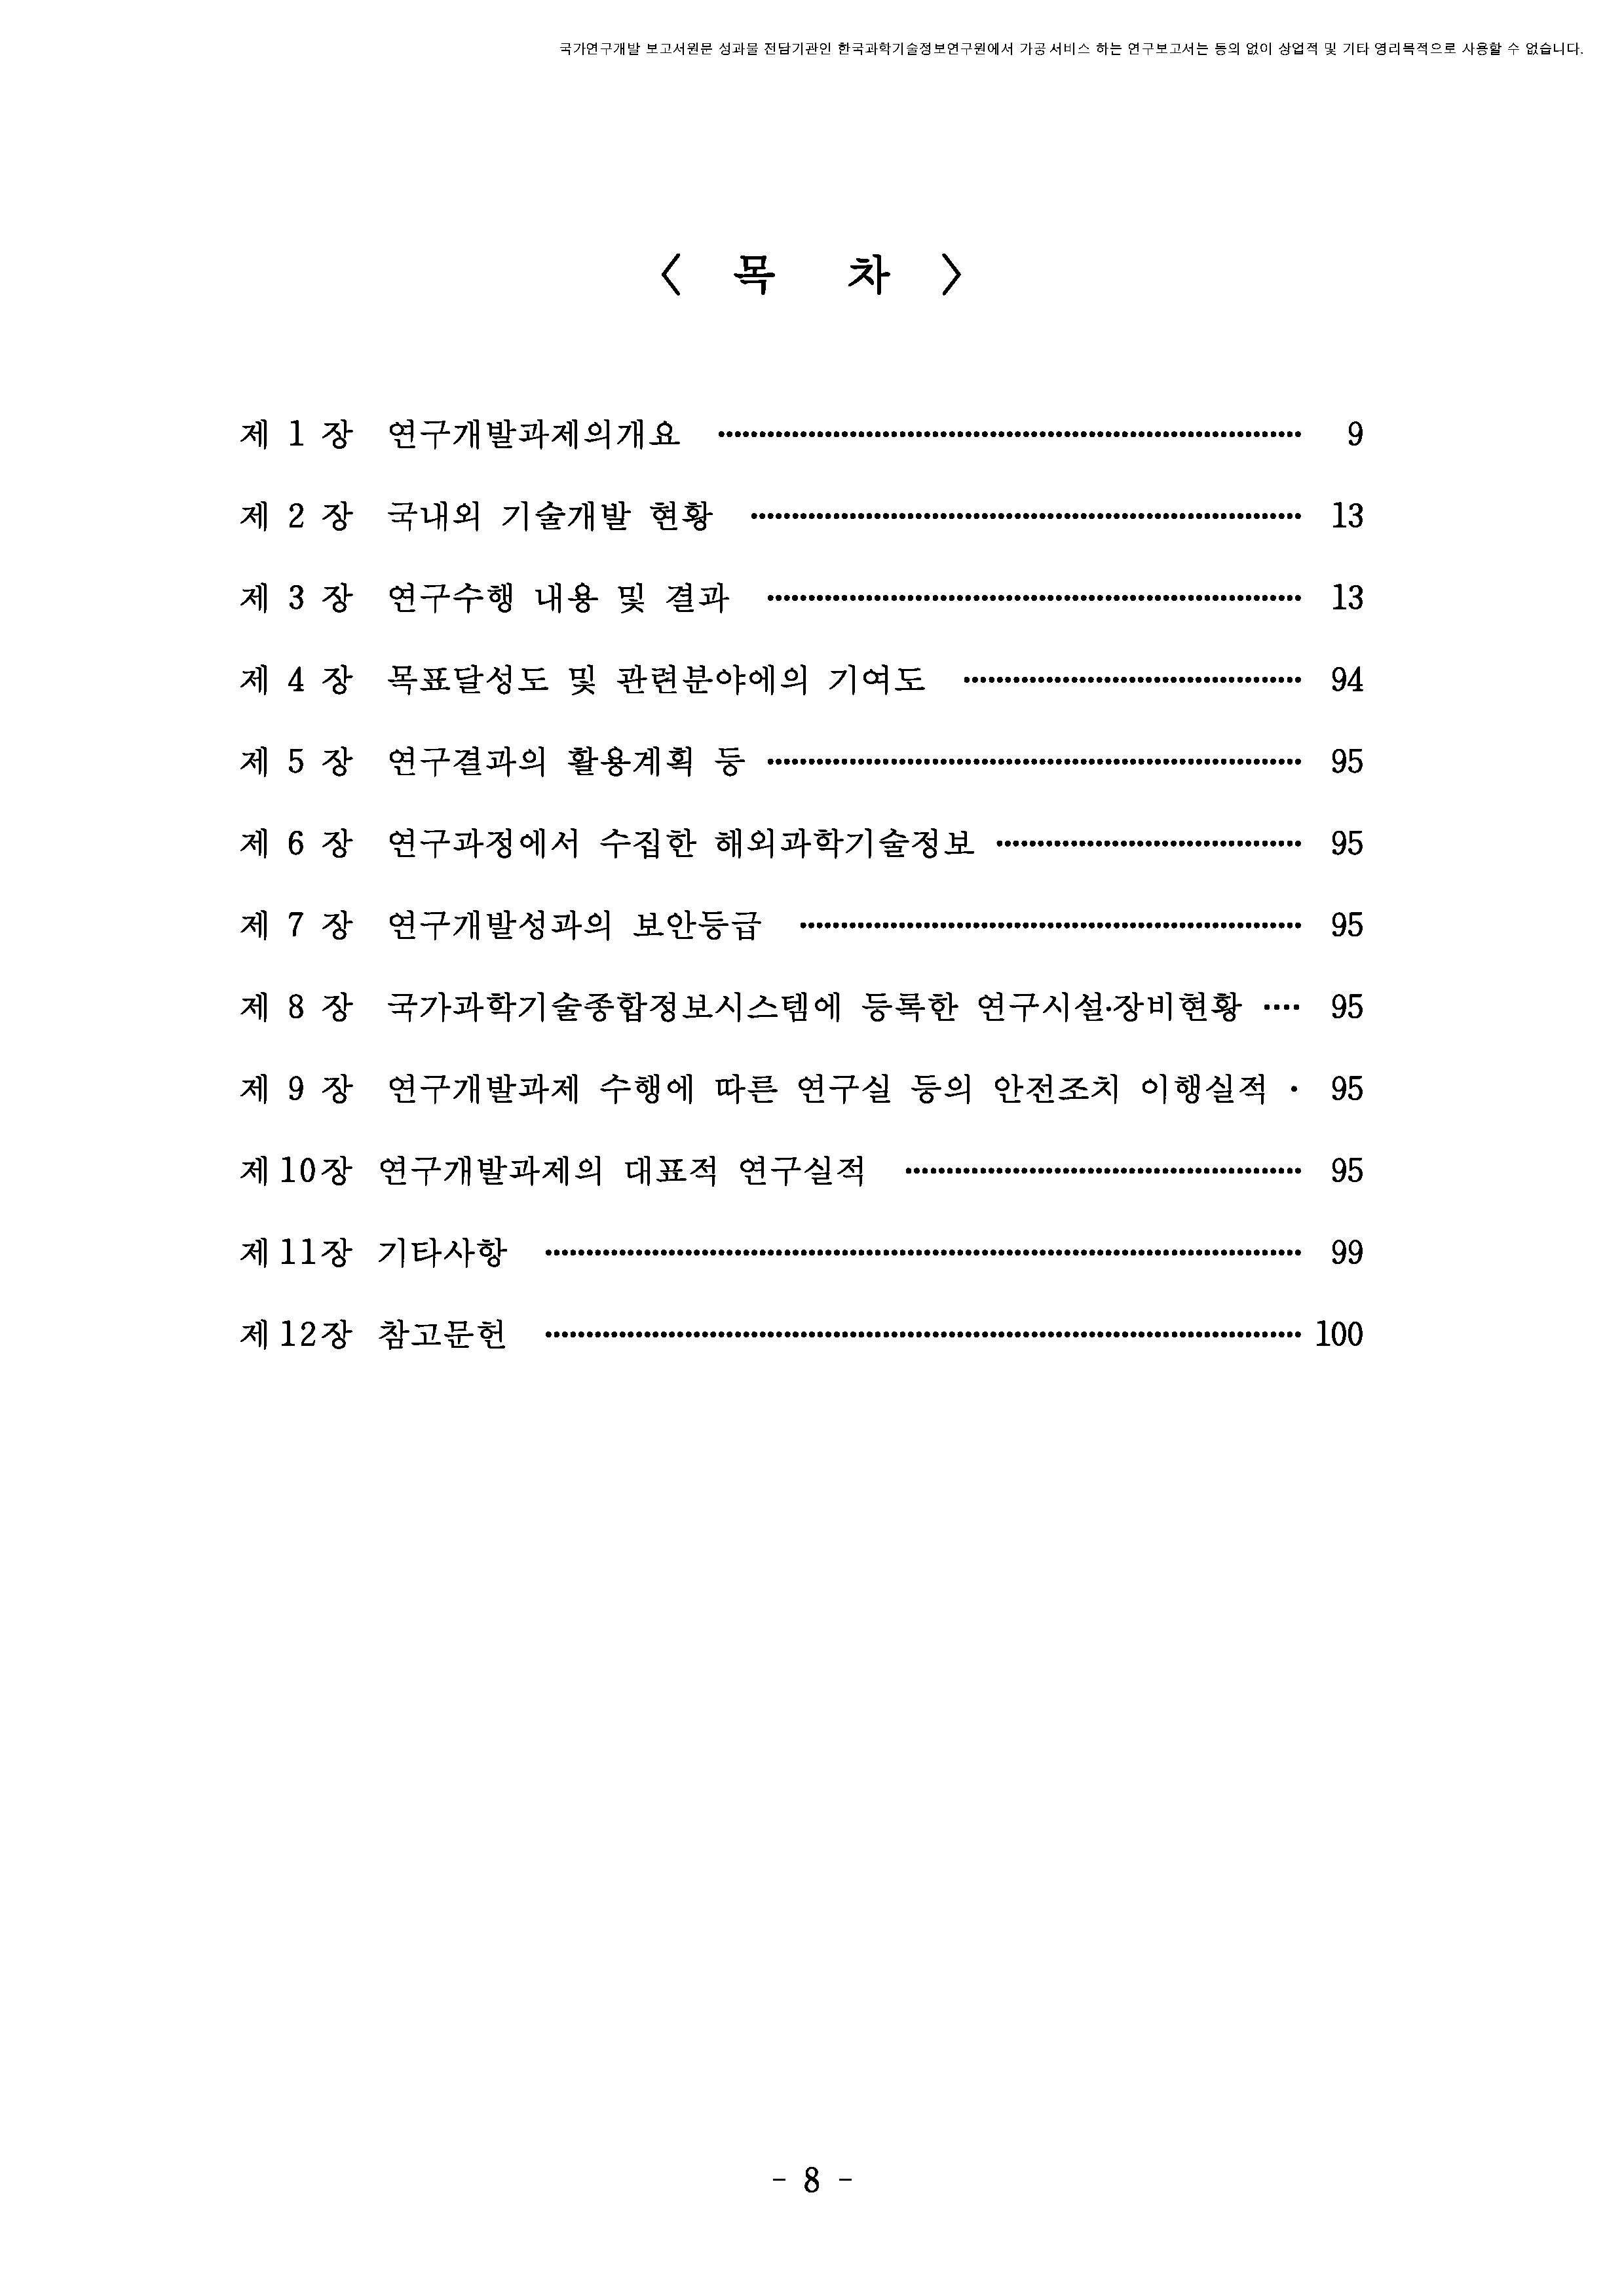 국가연구개발 보고서원문 성과물 전담기관인 한국과학기술정보연구원에서 가공·서비스 하는 연구보고서는 동의 없이 상업적 및 기타 영리목적으로 사용할 수 없습니다.
〈 목 차 〉
제 1 장 연구개발과제의개요 ······································································· 9
제 2 장 국내외 기술개발 현황 ··································································· 13
제 3 장 연구수행 내용 및 결과 ································································· 13
제 4 장 목표달성도 및 관련분야에의 기여도 ········································· 94
제 5 장 연구결과의 활용계획 등 ································································· 95
제 6 장 연구과정에서 수집한 해외과학기술정보 ····································· 95
제 7 장 연구개발성과의 보안등급 ····························································· 95
제 8 장 국가과학기술종합정보시스템에 등록한 연구시설·장비현황 ···· 95
제 9 장 연구개발과제 수행에 따른 연구실 등의 안전조치 이행실적 · 95
제10장 연구개발과제의 대표적 연구실적 ················································ 95
제11장 기타사항 ···························································································· 99
제12장 참고문헌 ···························································································· 100
- 8 -